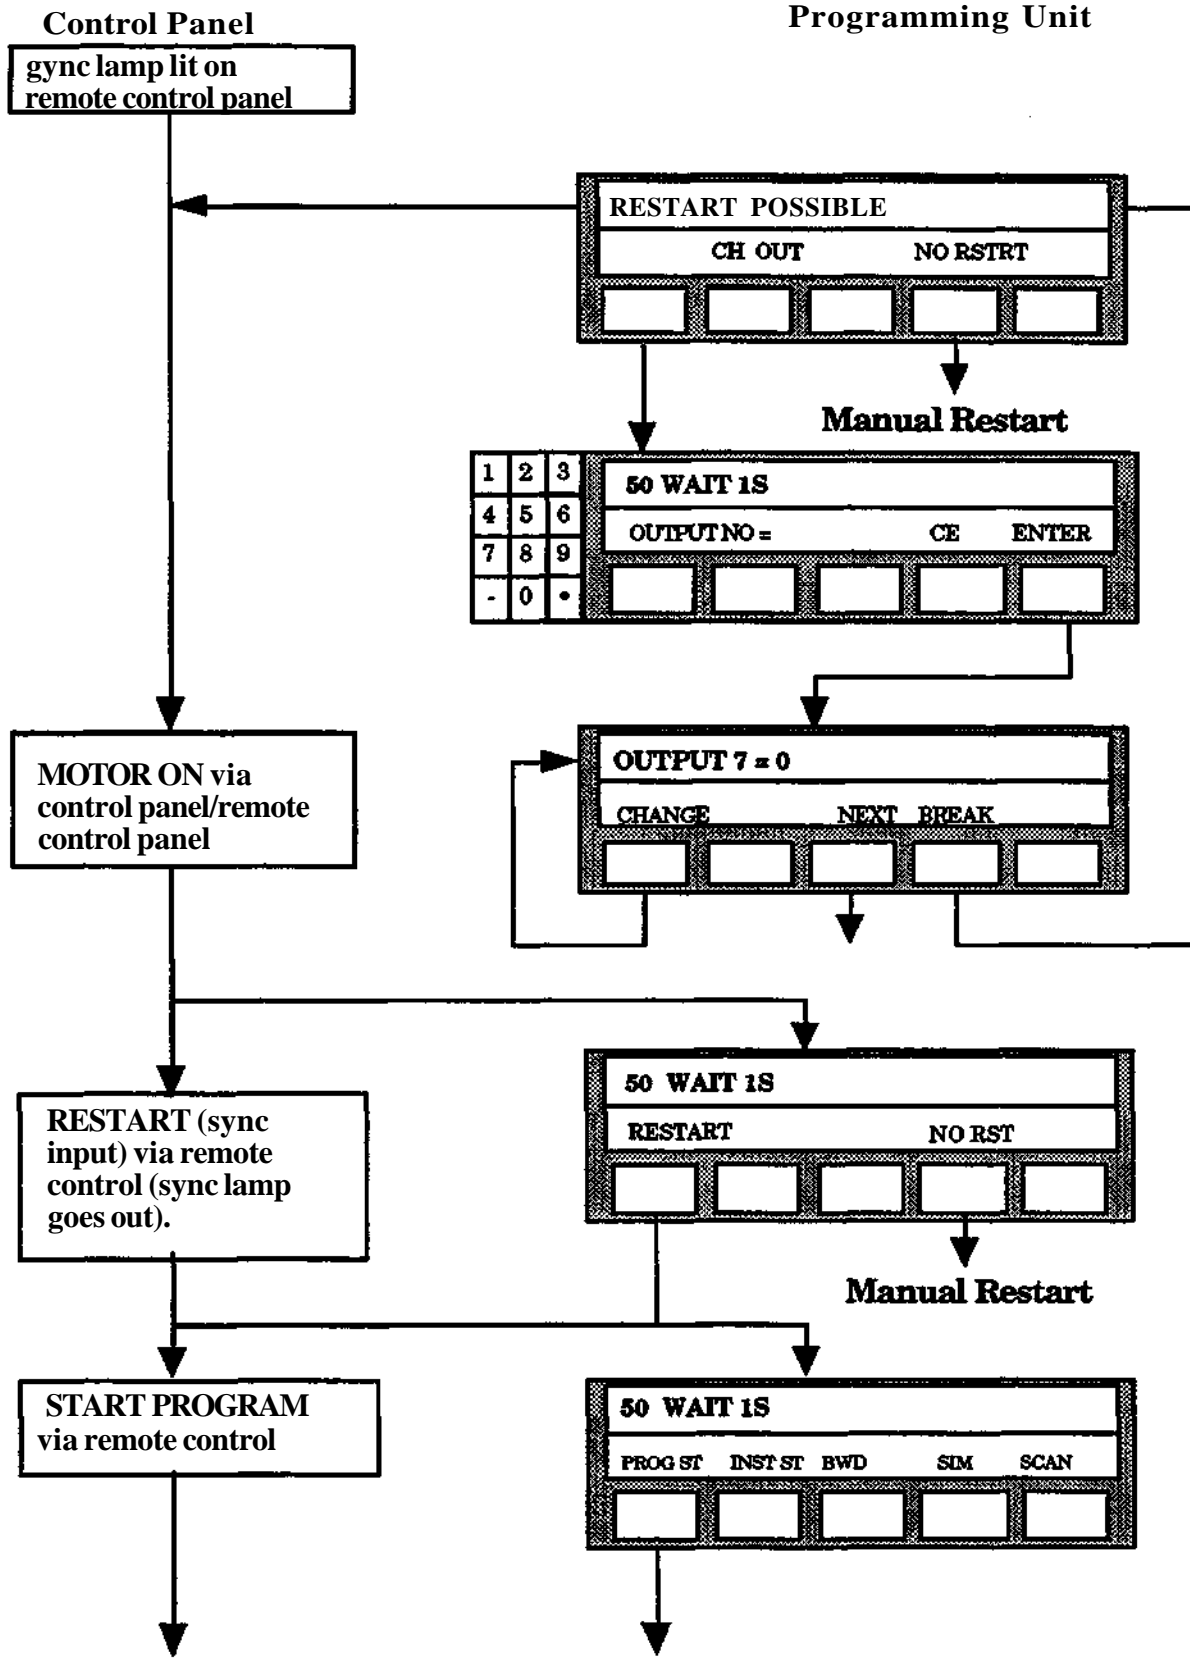 Control Panel
Programming Unit
gync lamp lit on
remote control panel
RESTART POSSIBLE
CH OUT NO RSTRT
Manual Restart
1 2 3
4 5 6
7 8 9
- 0 •
50 WAIT 1S
OUTPUT NO = CE ENTER
MOTOR ON via
control panel/remote
control panel
OUTPUT 7 = 0
CHANGE NEXT BREAK
50 WAIT 1S
RESTART NO RST
RESTART (sync
input) via remote
control (sync lamp
goes out).
Manual Restart
START PROGRAM
via remote control
50 WAIT 1S
PROG ST INST ST BWD SIM SCAN